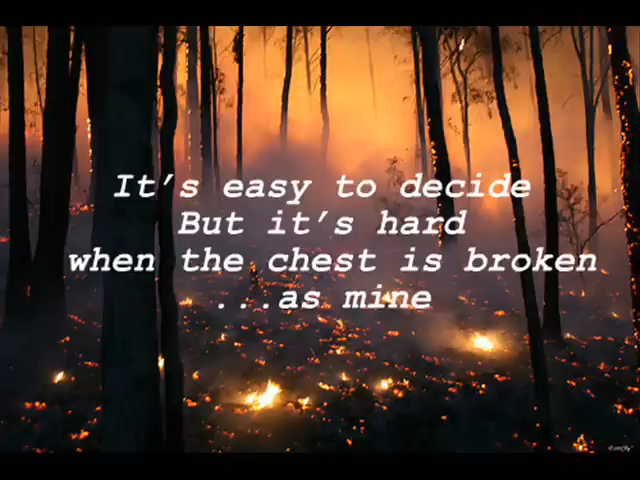 It's easy to decide
But it's hard
when the chest is broken
...as mine